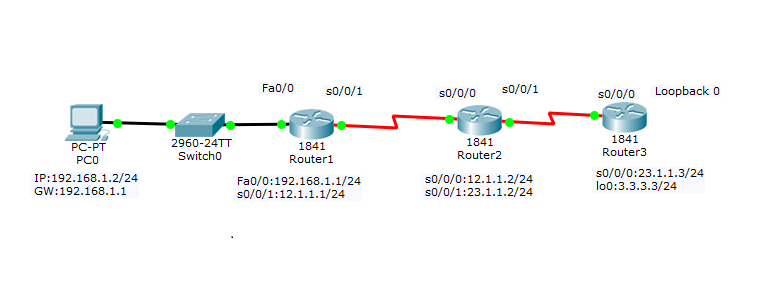 Fa0/0
s0/0/1
s0/0/0
s0/0/1
s0/0/0
Loopback 0
PC-PT
PC0
2960-24TT
Switch0
1841
Router1
1841
Router2
1841
Router3
IP:192.168.1.2/24
GW:192.168.1.1
Fa0/0:192.168.1.1/24
s0/0/1:12.1.1.1/24
s0/0/0:12.1.1.2/24
s0/0/1:23.1.1.2/24
s0/0/0:23.1.1.3/24
lo0:3.3.3.3/24
.